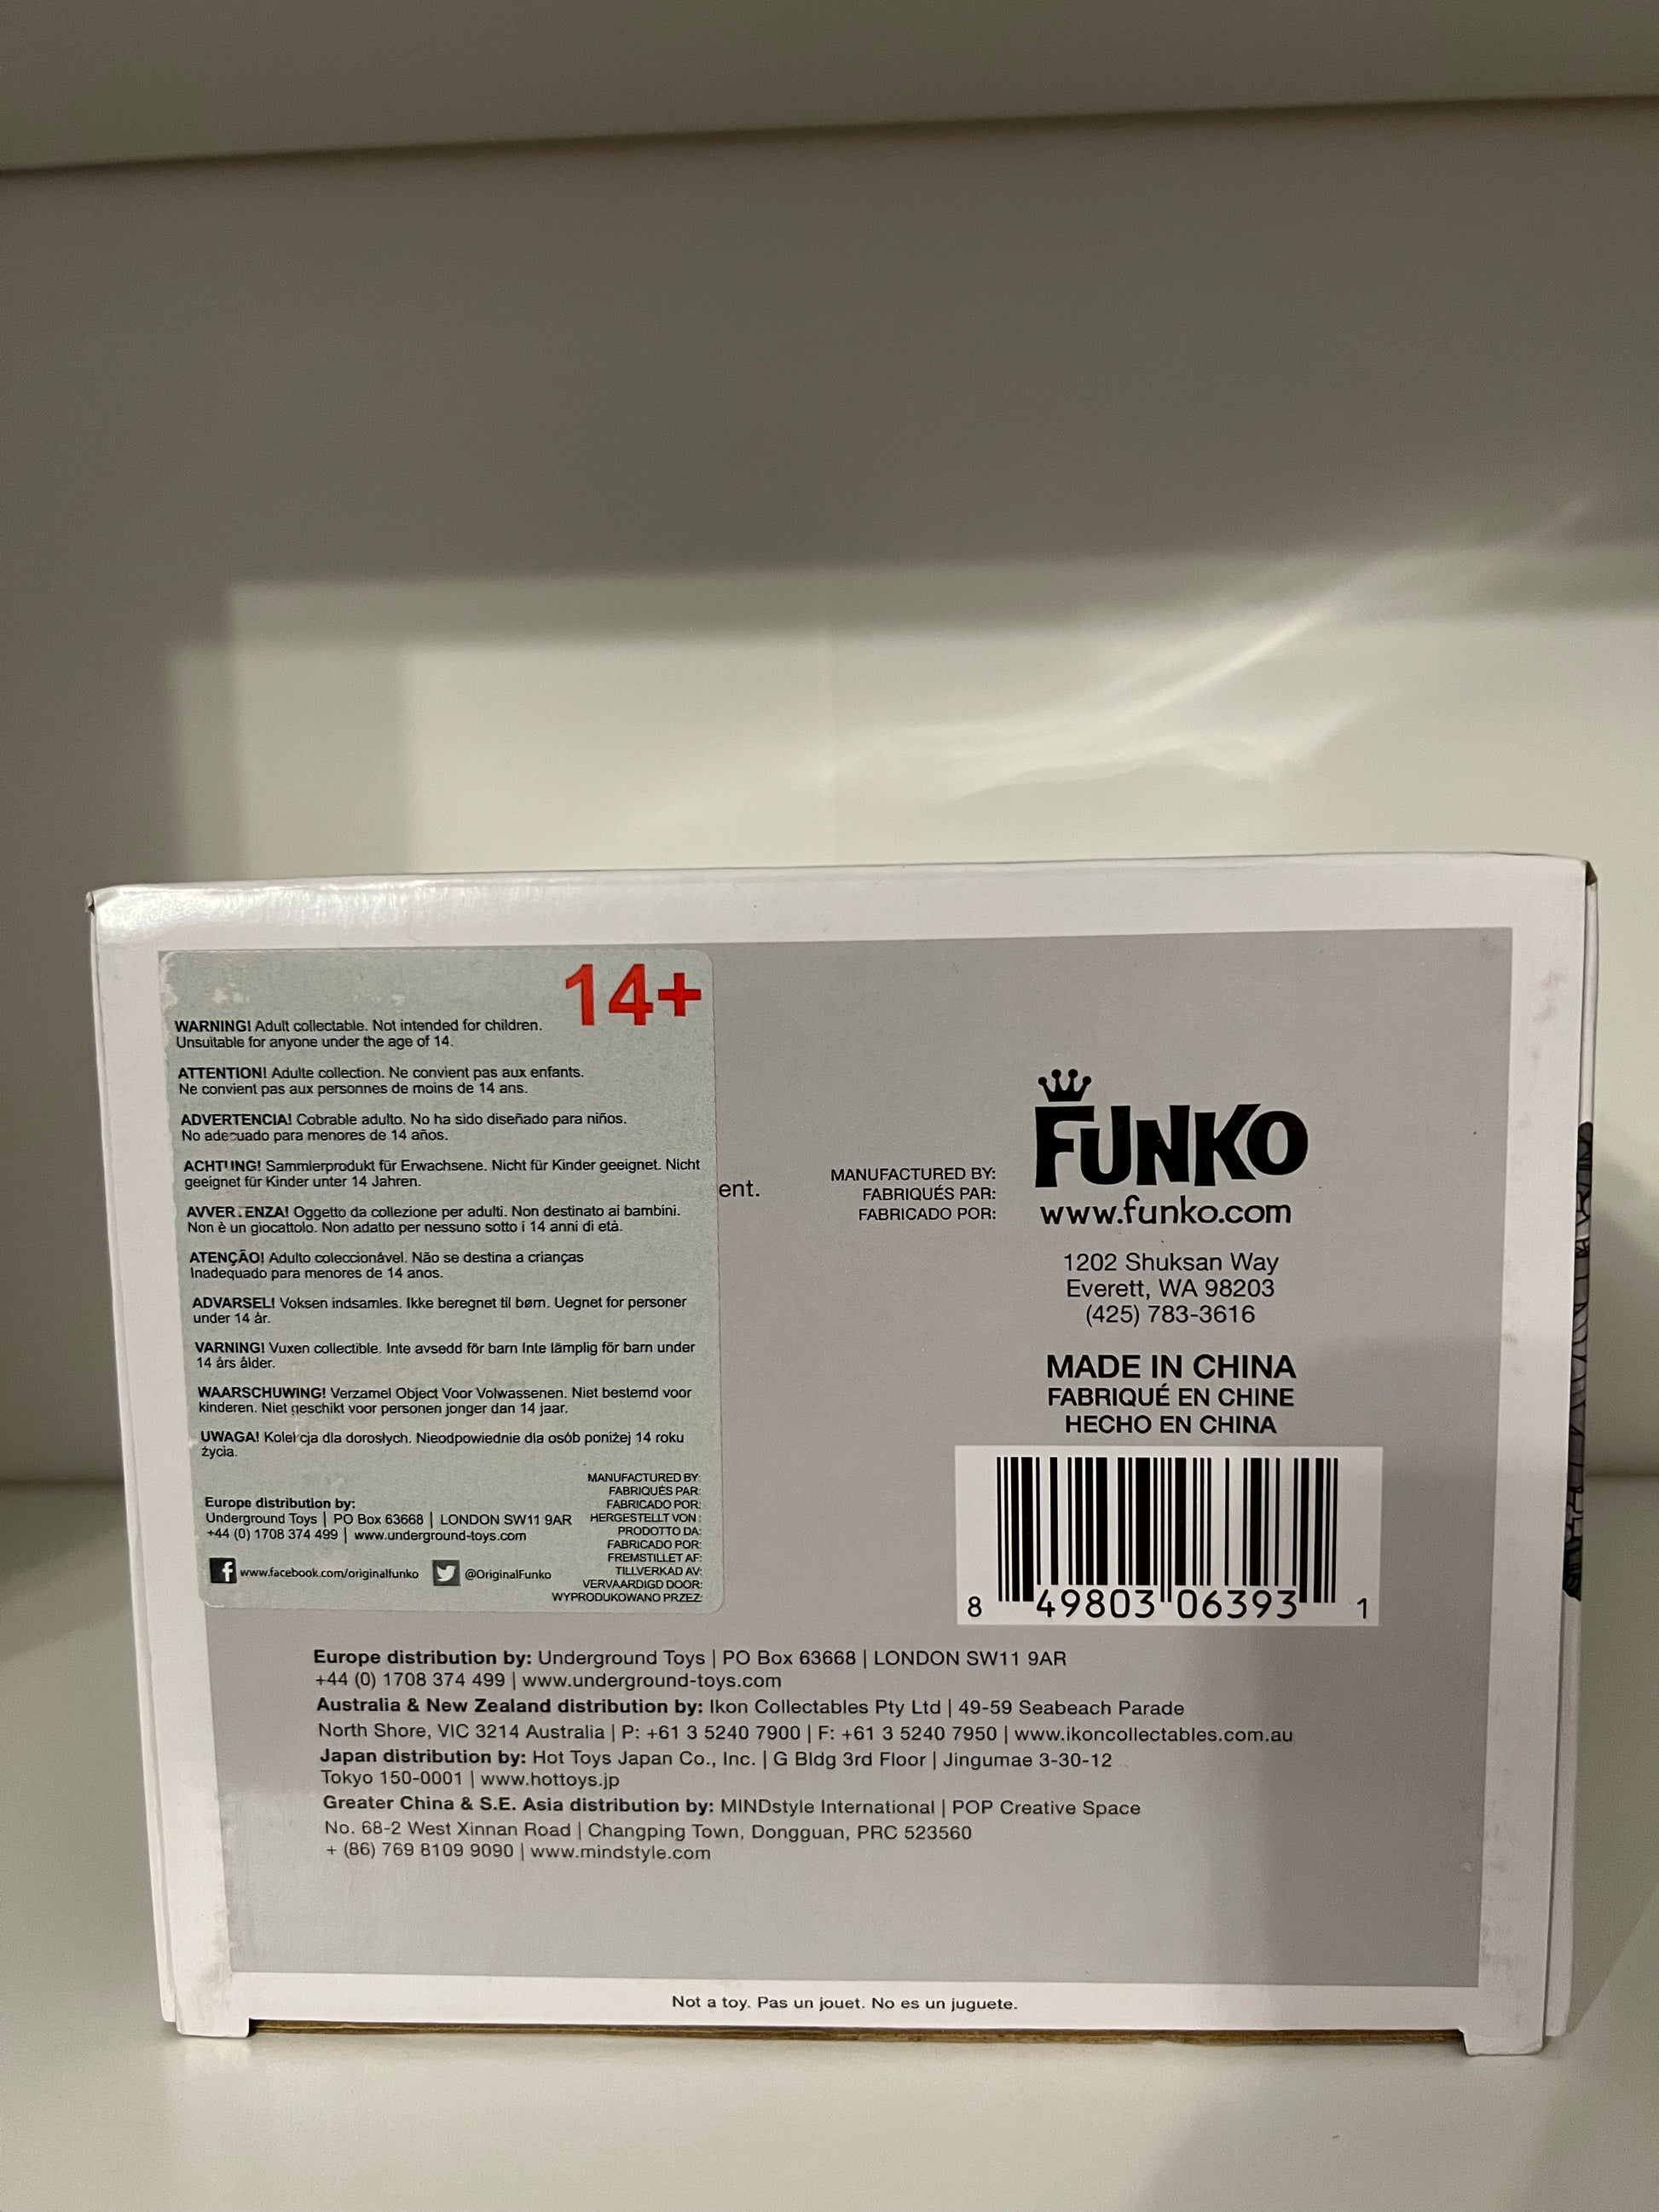 14+
WARNING! Adult collectable. Not intended for children.
Unsuitable for anyone under the age of 14.
ATTENTION! Adulte collection. Ne convient pas aux enfants.
Ne convient pas aux personnes de moins de 14 ans.
ADVERTENCIA! Cobrable adulto. No ha sido diseñado para niños.
No adecuado para menores de 14 años.
ACHTUNG! Sammlerprodukt für Erwachsene. Nicht für Kinder geeignet. Nicht
geeignet für Kinder unter 14 Jahren.
AVVERTENZA! Oggetto da collezione per adulti. Non destinato ai bambini.
Non è un giocattolo. Non adatto per nessuno sotto i 14 anni di età.
ATENÇÃO! Adulto coleccionável. Não se destina a crianças
Inadequado para menores de 14 anos.
ADVARSEL! Voksen indsamles. Ikke beregnet til børn. Uegnet for personer
under 14 år.
VARNING! Vuxen collectible. Inte avsedd för barn Inte lämplig för barn under
14 års ålder.
WAARSCHUWING! Verzamel Object Voor Volwassenen. Niet bestemd voor
kinderen. Niet geschikt voor personen jonger dan 14 jaar.
UWAGA! Kolekcja dla dorosłych. Nieodpowiednie dla osób poniżej 14 roku
życia.
Europe distribution by:
Underground Toys | PO Box 63668 | LONDON SW11 9AR
+44 (0) 1708 374 499 | www.underground-toys.com
www.facebook.com/originalfunko @OriginalFunko
MANUFACTURED BY:
FABRIQUÉS PAR:
FABRICADO POR:
HERGESTELLT VON :
PRODOTTO DA:
FABRICADO POR:
FREMSTILLET AF:
TILLVERKAD AV:
VERVAARDIGD DOOR:
WYPRODUKOWANO PRZEZ:
ent.
MANUFACTURED BY:
FABRIQUÉS PAR:
FABRICADO POR:
FUNKO
www.funko.com
1202 Shuksan Way
Everett, WA 98203
(425) 783-3616
MADE IN CHINA
FABRIQUÉ EN CHINE
HECHO EN CHINA
8 49803 06393 1
Europe distribution by: Underground Toys | PO Box 63668 | LONDON SW11 9AR
+44 (0) 1708 374 499 | www.underground-toys.com
Australia & New Zealand distribution by: Ikon Collectables Pty Ltd | 49-59 Seabeach Parade
North Shore, VIC 3214 Australia | P: +61 3 5240 7900 | F: +61 3 5240 7950 | www.ikoncollectables.com.au
Japan distribution by: Hot Toys Japan Co., Inc. | G Bldg 3rd Floor | Jingumae 3-30-12
Tokyo 150-0001 | www.hottoys.jp
Greater China & S.E. Asia distribution by: MINDstyle International | POP Creative Space
No. 68-2 West Xinnan Road | Changping Town, Dongguan, PRC 523560
+ (86) 769 8109 9090 | www.mindstyle.com
Not a toy. Pas un jouet. No es un juguete.